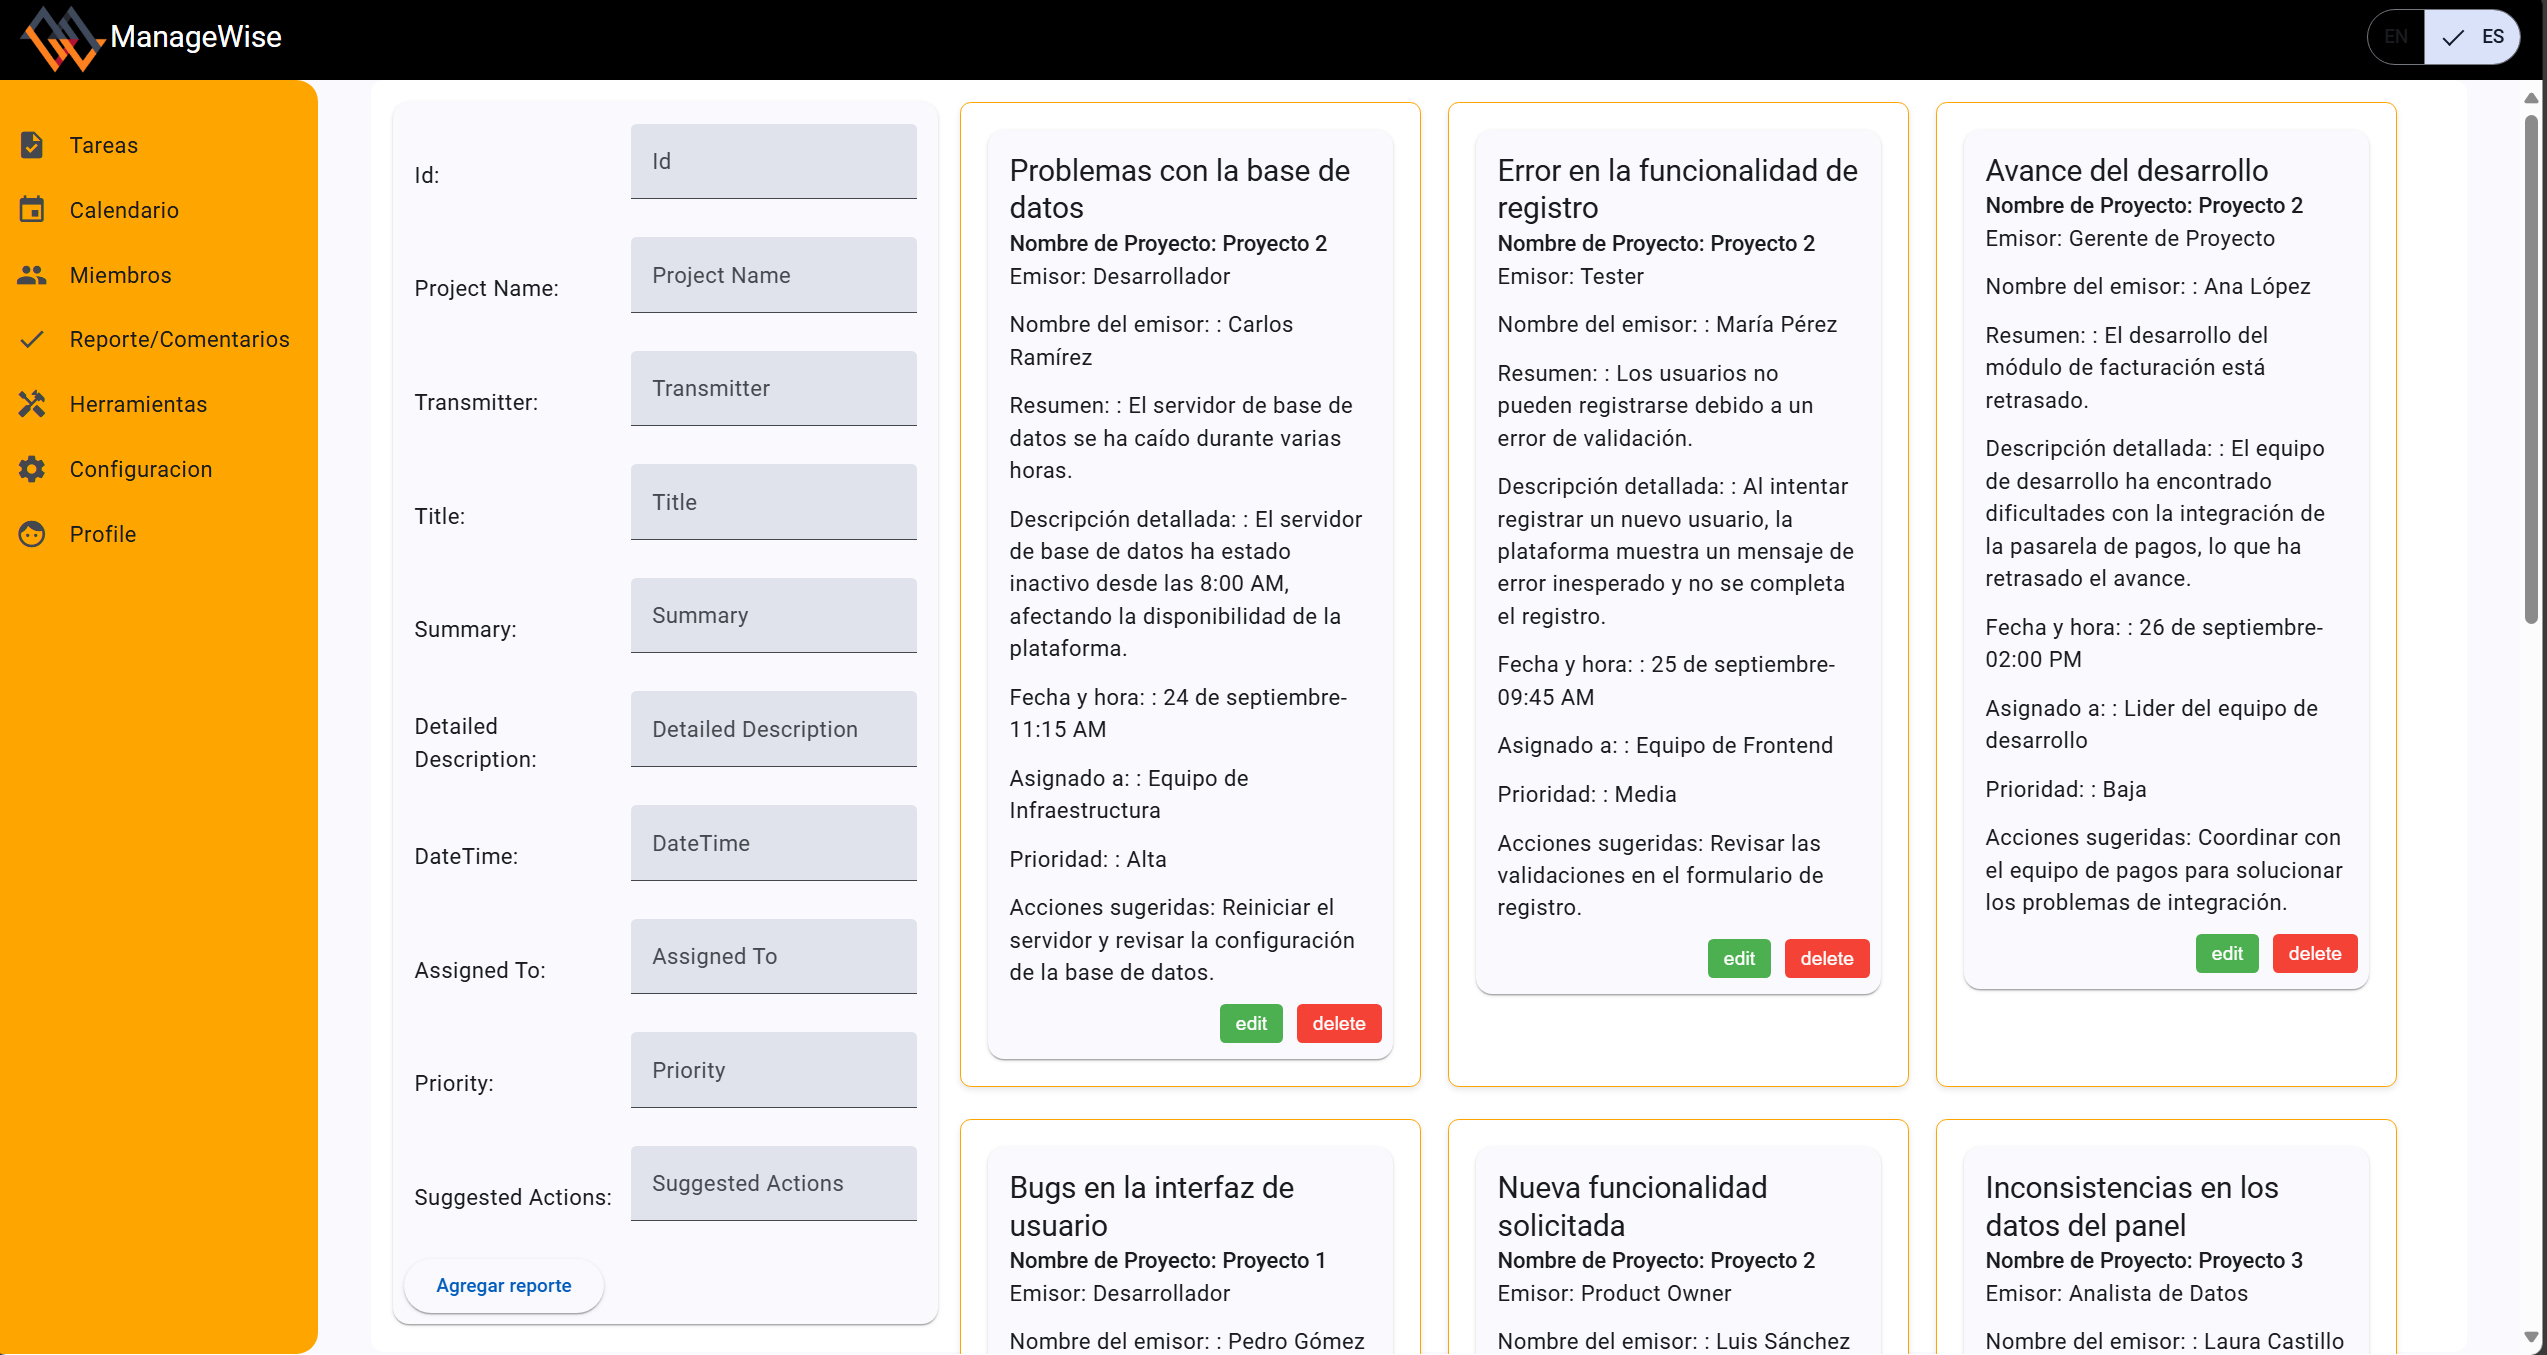 ManageWise
EN
ES
Tareas
Calendario
Miembros
Reporte/Comentarios
Herramientas
Configuracion
Profile
Id:
Id
Project Name:
Project Name
Transmitter:
Transmitter
Title:
Title
Summary:
Summary
Detailed
Description:
Detailed Description
DateTime:
DateTime
Assigned To:
Assigned To
Priority:
Priority
Suggested Actions:
Suggested Actions
Agregar reporte
Problemas con la base de
datos
Nombre de Proyecto: Proyecto 2
Emisor: Desarrollador
Nombre del emisor: : Carlos
Ramírez
Resumen: : El servidor de base de
datos se ha caído durante varias
horas.
Descripción detallada: : El servidor
de base de datos ha estado
inactivo desde las 8:00 AM,
afectando la disponibilidad de la
plataforma.
Fecha y hora: : 24 de septiembre-
11:15 AM
Asignado a: : Equipo de
Infraestructura
Prioridad: : Alta
Acciones sugeridas: Reiniciar el
servidor y revisar la configuración
de la base de datos.
edit
delete
Error en la funcionalidad de
registro
Nombre de Proyecto: Proyecto 2
Emisor: Tester
Nombre del emisor: : María Pérez
Resumen: : Los usuarios no
pueden registrarse debido a un
error de validación.
Descripción detallada: : Al intentar
registrar un nuevo usuario, la
plataforma muestra un mensaje de
error inesperado y no se completa
el registro.
Fecha y hora: : 25 de septiembre-
09:45 AM
Asignado a: : Equipo de Frontend
Prioridad: : Media
Acciones sugeridas: Revisar las
validaciones en el formulario de
registro.
edit
delete
Avance del desarrollo
Nombre de Proyecto: Proyecto 2
Emisor: Gerente de Proyecto
Nombre del emisor: : Ana López
Resumen: : El desarrollo del
módulo de facturación está
retrasado.
Descripción detallada: : El equipo
de desarrollo ha encontrado
dificultades con la integración de
la pasarela de pagos, lo que ha
retrasado el avance.
Fecha y hora: : 26 de septiembre-
02:00 PM
Asignado a: : Lider del equipo de
desarrollo
Prioridad: : Baja
Acciones sugeridas: Coordinar con
el equipo de pagos para solucionar
los problemas de integración.
edit
delete
Bugs en la interfaz de
usuario
Nombre de Proyecto: Proyecto 1
Emisor: Desarrollador
Nombre del emisor: : Pedro Gómez
Nueva funcionalidad
solicitada
Nombre de Proyecto: Proyecto 2
Emisor: Product Owner
Nombre del emisor: : Luis Sánchez
Inconsistencias en los
datos del panel
Nombre de Proyecto: Proyecto 3
Emisor: Analista de Datos
Nombre del emisor: : Laura Castillo